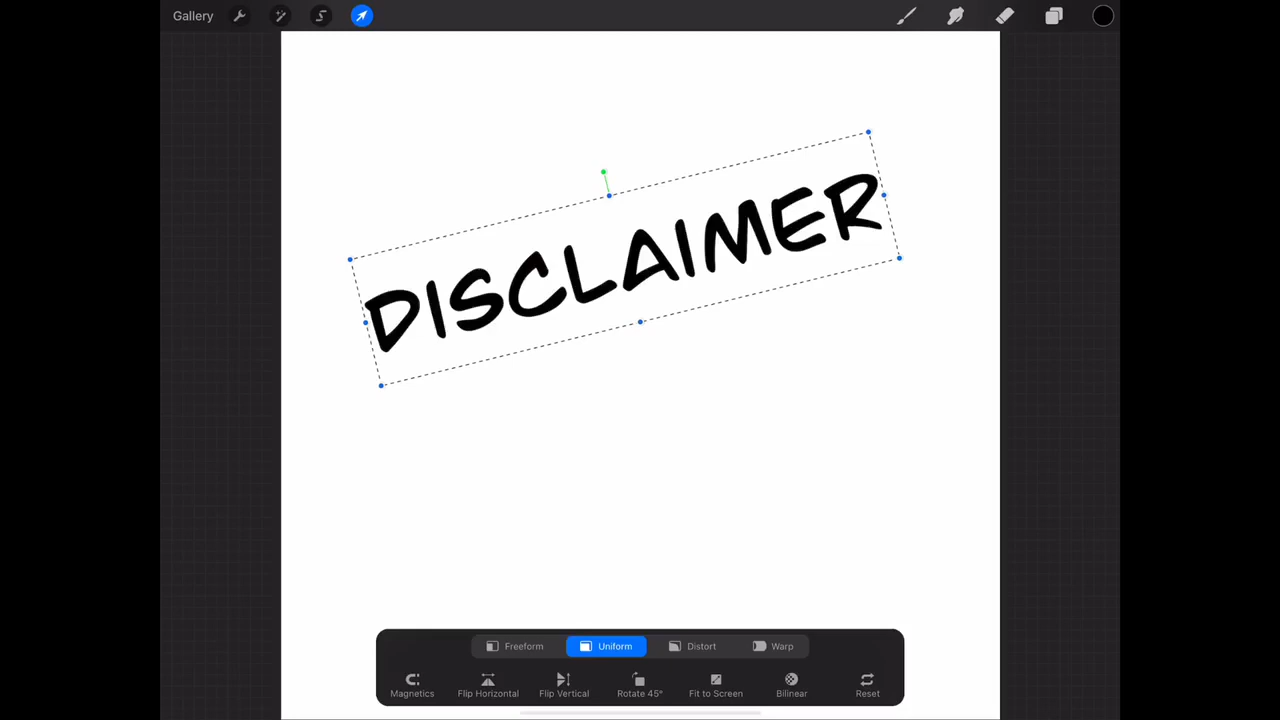 Gallery
DISCLAIMER
Freeform Uniform Distort Warp
Magnetics Flip Horizontal Flip Vertical Rotate 45° Fit to Screen Bilinear Reset